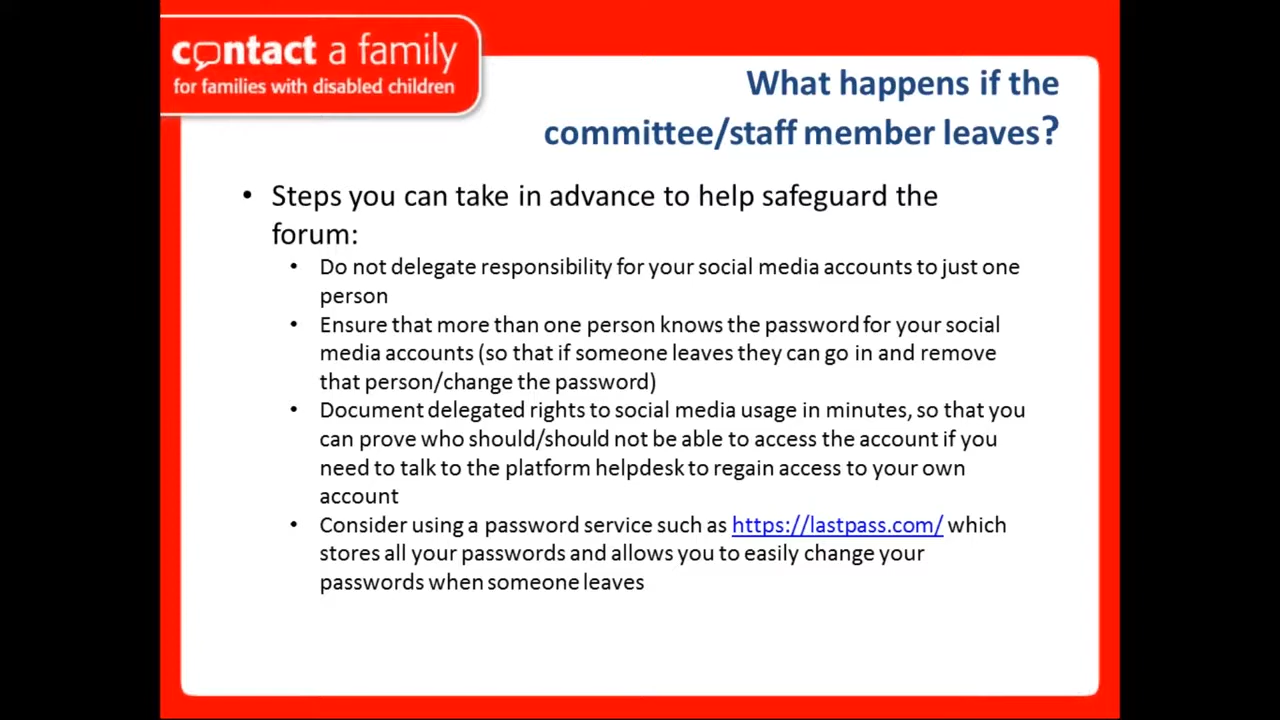 contact a family
for families with disabled children
What happens if the
committee/staff member leaves?
• Steps you can take in advance to help safeguard the
forum:
• Do not delegate responsibility for your social media accounts to just one
person
• Ensure that more than one person knows the password for your social
media accounts (so that if someone leaves they can go in and remove
that person/change the password)
• Document delegated rights to social media usage in minutes, so that you
can prove who should/should not be able to access the account if you
need to talk to the platform helpdesk to regain access to your own
account
• Consider using a password service such as https://lastpass.com/ which
stores all your passwords and allows you to easily change your
passwords when someone leaves